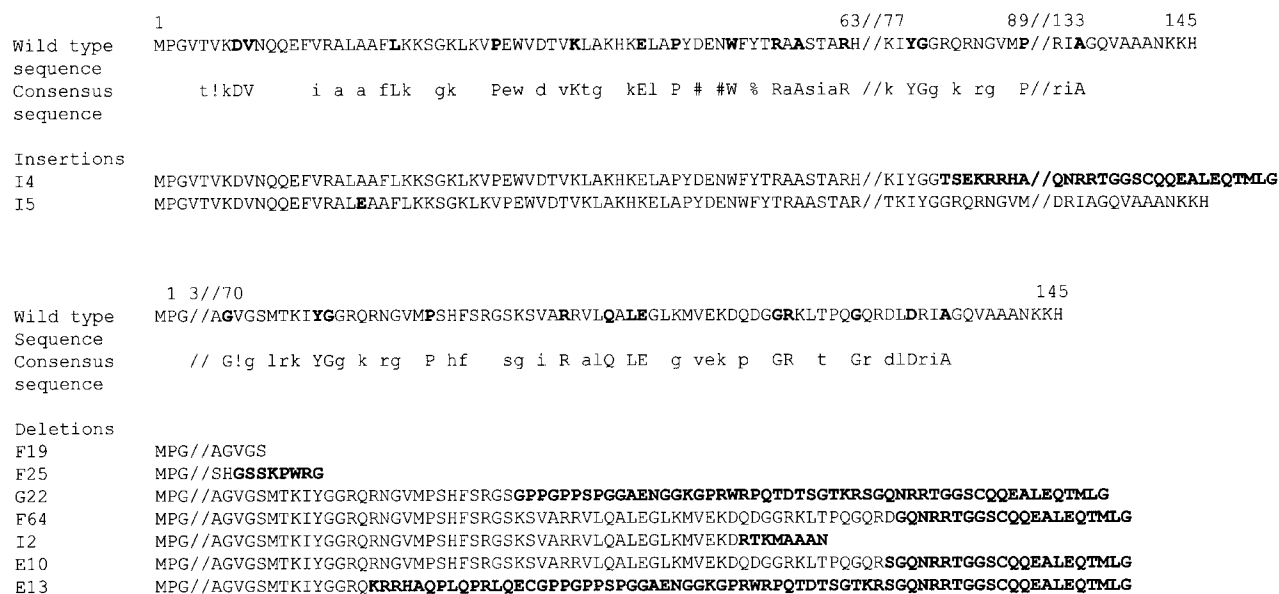 1 63//77 89//133 145
Wild type MPGVTVKDVNQQEFVRALAAFLKKSGKLKVPEWVDTVKLAKHKELAPYDENWFYTRAASTARH//KIYGGRQRNGVMP//RIAGQVAAANKKH
sequence
Consensus t!kDV i a a fLk gk Pew d vKtg kEl P # #W % RaAsiaR //k YGg k rg P//riA
sequence
Insertions
I4 MPGVTVKDVNQQEFVRALAAFLKKSGKLKVPEWVDTVKLAKHKELAPYDENWFYTRAASTARH//KIYGGTSEKRRHA//QNRRTGGSCQQEALEQTMLG
I5 MPGVTVKDVNQQEFVRALEAAFLKKSGKLKVPEWVDTVKLAKHKELAPYDENWFYTRAASTAR//TKIYGGRQRNGVM//DRIAGQVAAANKKH
1 3//70 145
Wild type MPG//AGVGSMTKIYGGRQRNGVMPSHFSRGSKSVARRVLQALEGLKMVEKDQDGGRKLTPQGQRDLDRIAGQVAAANKKH
Sequence
Consensus // G!g lrk YGg k rg P hf sg i R alQ LE g vek p GR t Gr dlDriA
sequence
Deletions
F19 MPG//AGVGS
F25 MPG//SHGSSKPWRG
G22 MPG//AGVGSMTKIYGGRQRNGVMPSHFSRGSGPPGPPSPGGAENGGKGPRWRPQTDTSGTKRSGQNRRTGGSCQQEALEQTMLG
F64 MPG//AGVGSMTKIYGGRQRNGVMPSHFSRGSKSVARRVLQALEGLKMVEKDQDGGRKLTPQGQRDGQNRRTGGSCQQEALEQTMLG
I2 MPG//AGVGSMTKIYGGRQRNGVMPSHFSRGSKSVARRVLQALEGLKMVEKDRTKMAAAN
E10 MPG//AGVGSMTKIYGGRQRNGVMPSHFSRGSKSVARRVLQALEGLKMVEKDQDGGRKLTPQGQRSGQNRRTGGSCQQEALEQTMLG
E13 MPG//AGVGSMTKIYGGRQKRRHAQPLQPRLQECGPPGPPSPGGAENGGKGPRWRPQTDTSGTKRSGQNRRTGGSCQQEALEQTMLG